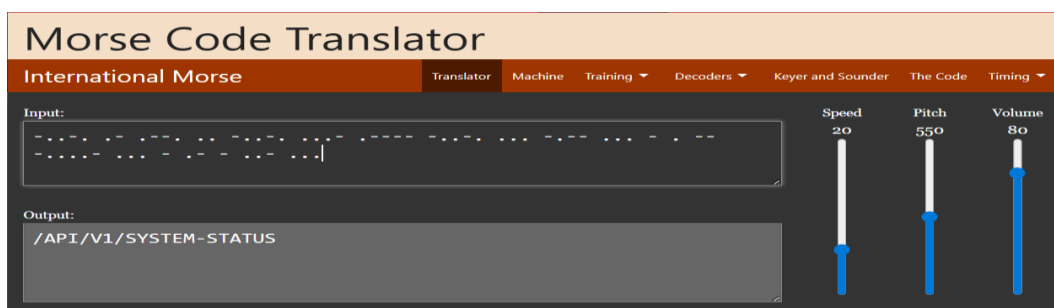 Morse Code Translator
International Morse
Translator Machine Training Decoders Keyer and Sounder The Code Timing
Input:
-..-. .- .--. .. -..-. ...- .---- -..-. ... -.-- ... - . --
-....- ... - .- - ..- ...
Speed Pitch Volume
20 550 80
Output:
/API/V1/SYSTEM-STATUS